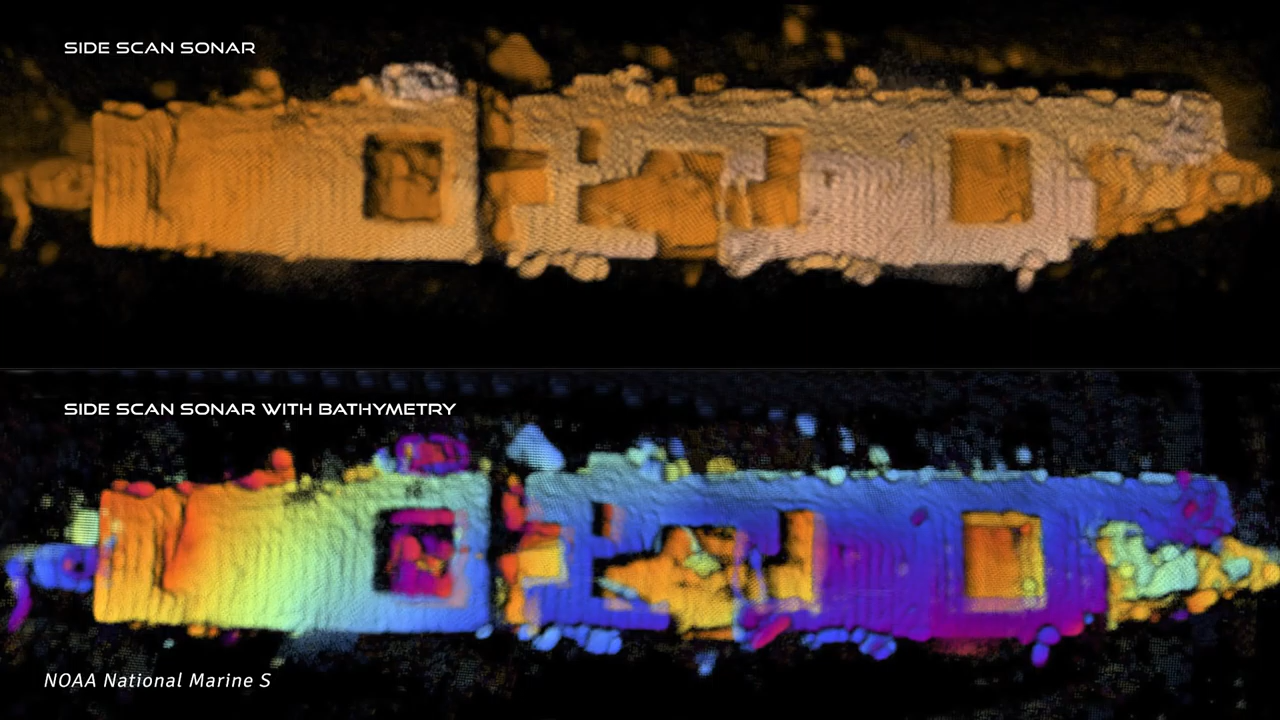 SIDE SCAN SONAR
SIDE SCAN SONAR WITH BATHYMETRY
NOAA National Marine S